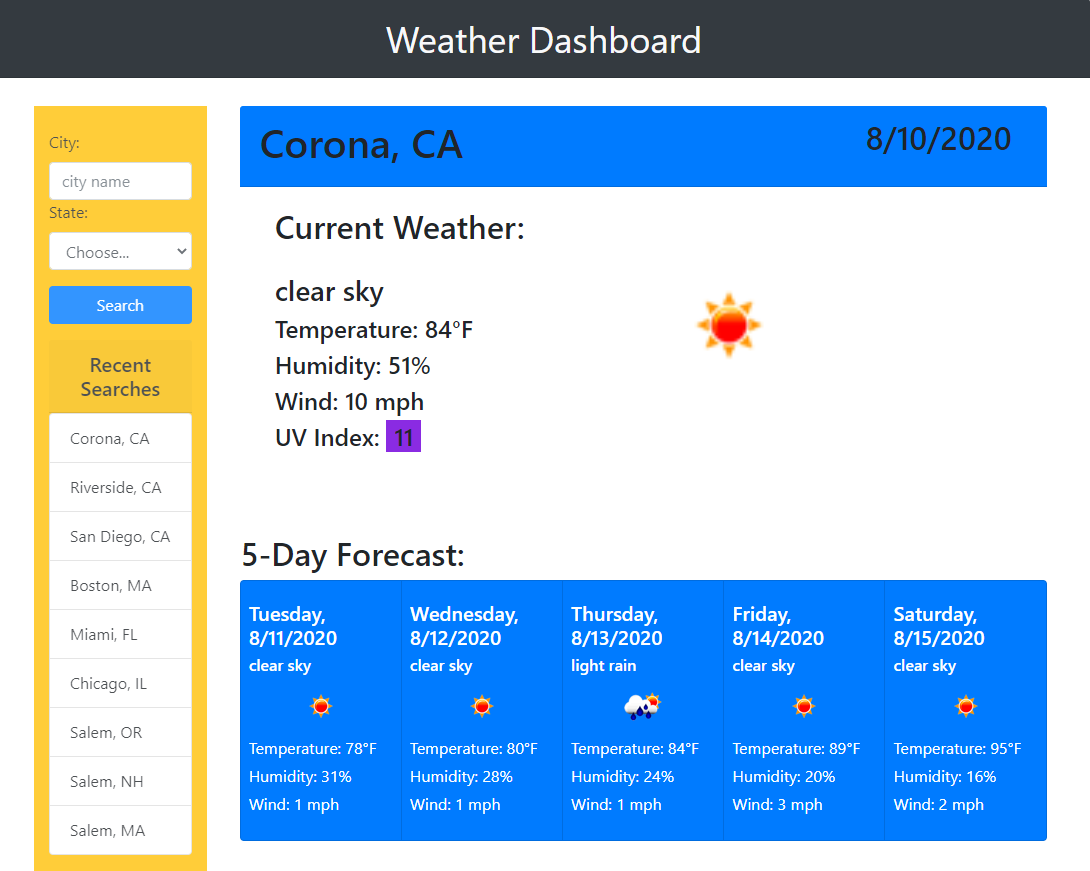 Weather Dashboard
City:
city name
State:
Choose...
Search
Recent
Searches
Corona, CA
Riverside, CA
San Diego, CA
Boston, MA
Miami, FL
Chicago, IL
Salem, OR
Salem, NH
Salem, MA
Corona, CA
8/10/2020
Current Weather:
clear sky
Temperature: 84°F
Humidity: 51%
Wind: 10 mph
UV Index: 11
5-Day Forecast:
Tuesday,
8/11/2020
clear sky
Temperature: 78°F
Humidity: 31%
Wind: 1 mph
Wednesday,
8/12/2020
clear sky
Temperature: 80°F
Humidity: 28%
Wind: 1 mph
Thursday,
8/13/2020
light rain
Temperature: 84°F
Humidity: 24%
Wind: 1 mph
Friday,
8/14/2020
clear sky
Temperature: 89°F
Humidity: 20%
Wind: 3 mph
Saturday,
8/15/2020
clear sky
Temperature: 95°F
Humidity: 16%
Wind: 2 mph